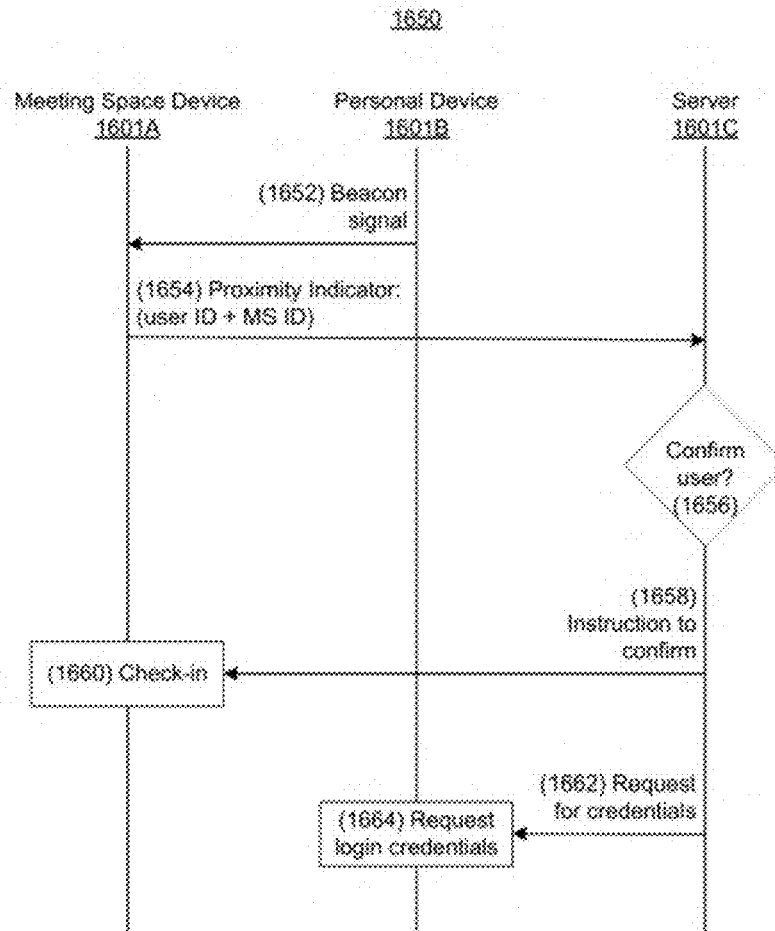 1650
Meeting Space Device
1601A
Personal Device
1601B
Server
1601C
(1652) Beacon
signal
(1654) Proximity Indicator:
(user ID + MS ID)
Confirm
user?
(1656)
(1658)
Instruction to
confirm
(1660) Check-in
(1662) Request
for credentials
(1664) Request
login credentials